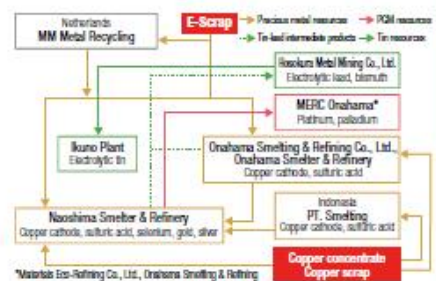 Netherlands
MM Metal Recycling
E-Scrap
Precious metal resources
PGM resources
Tin-lead intermediate products
Tin resources
Hosokura Metal Mining Co., Ltd.
Electrolytic lead, bismuth
MERC Onahama*
Platinum, palladium
Ikuno Plant
Electrolytic tin
Onahama Smelting & Refining Co., Ltd.,
Onahama Smelter & Refinery
Copper cathode, sulfuric acid
Naoshima Smelter & Refinery
Copper cathode, sulfuric acid, selenium, gold, silver
Indonesia
PT. Smelting
Copper cathode, sulfuric acid
Copper concentrate
Copper scrap
*Materials Eco-Refining Co., Ltd., Onahama Smelting & Refining